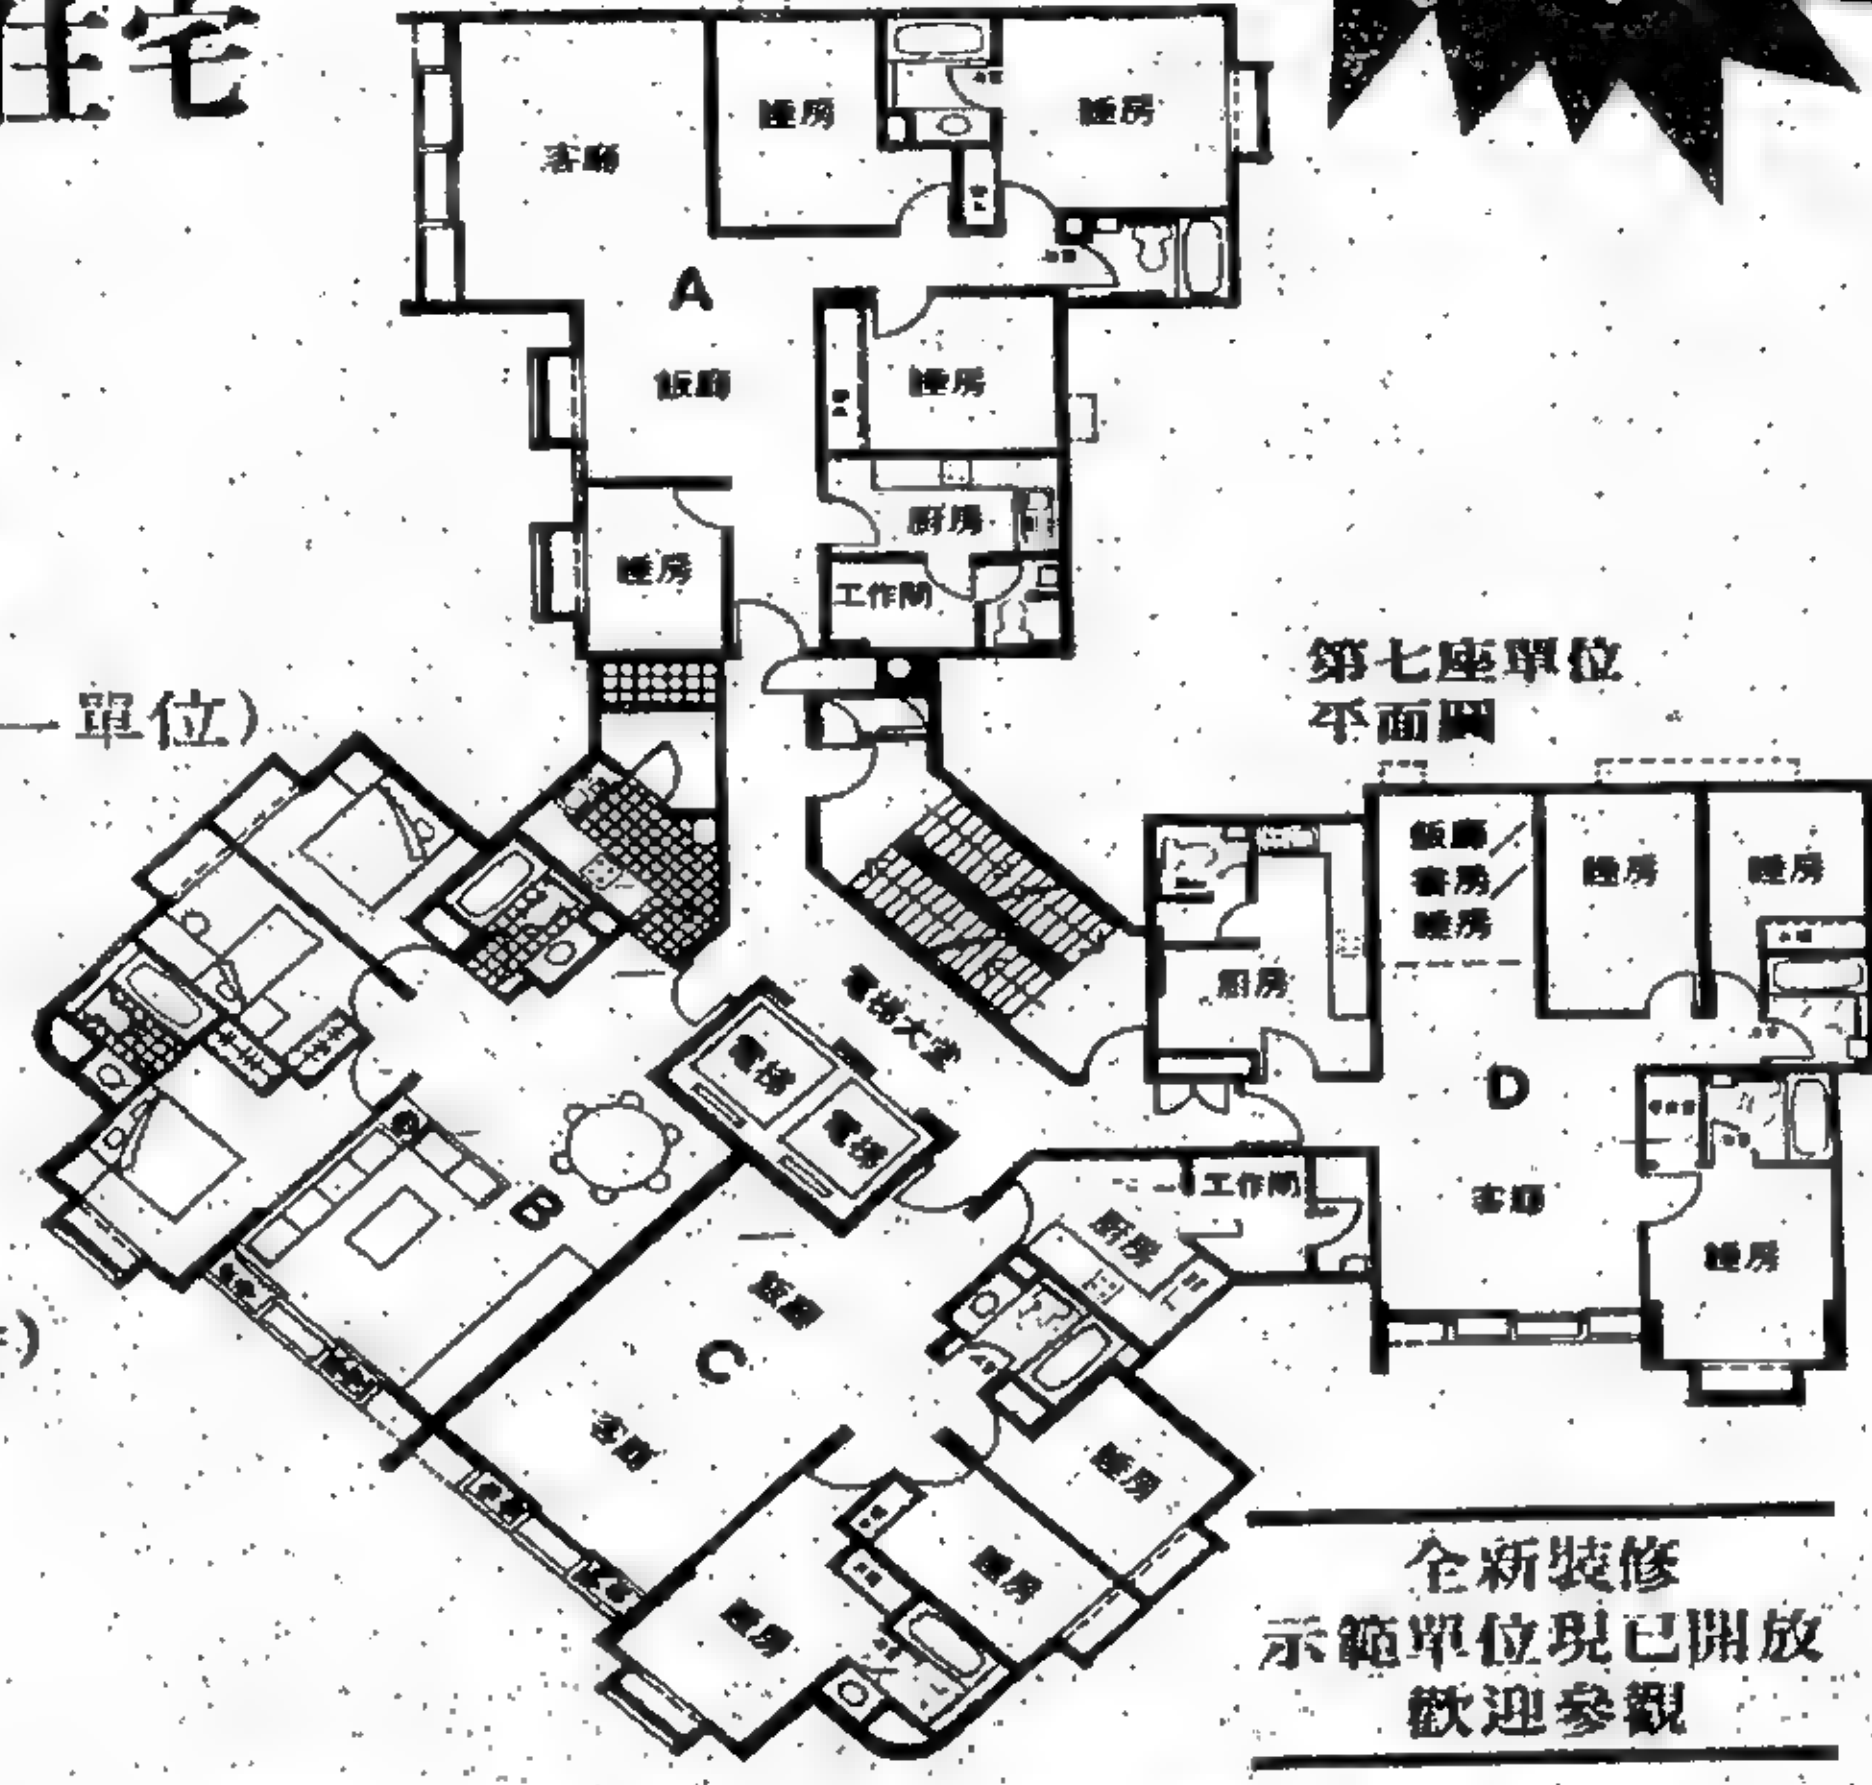 住宅
睡房
睡房
客廳
A
飯廳
睡房
廚房
睡房
工作間
第七座單位
平面圖
單位)
飯廳
書房
睡房
睡房
睡房
廚房
電梯大堂
電梯
電梯
D
B
工作間
廚房
客廳
睡房
飯廳
C
客廳
睡房
睡房
睡房
全新裝修
示範單位現已開放
歡迎參觀